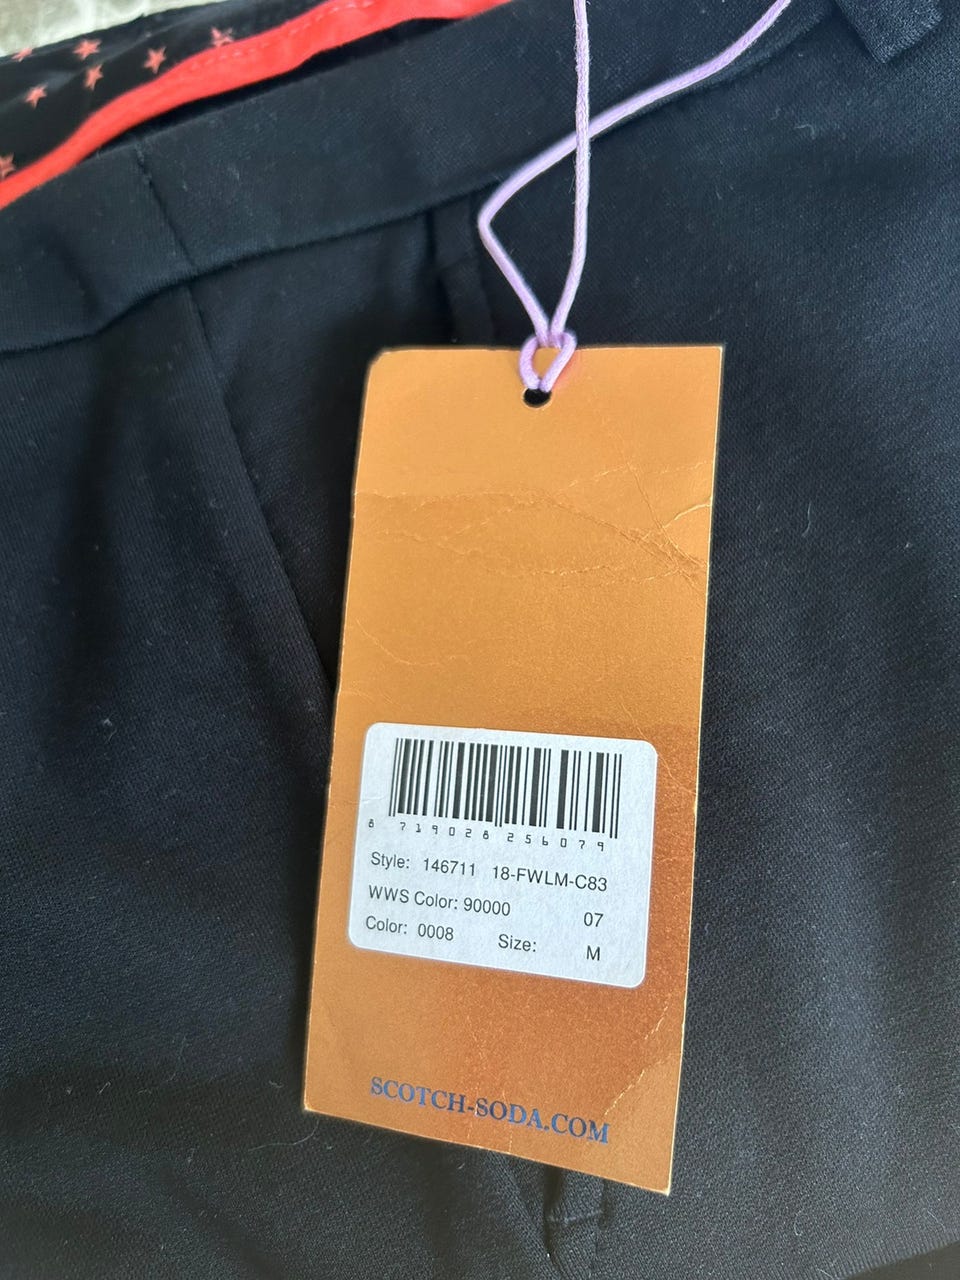 8 719028 256079
Style: 146711 18-FWLM-C83
WWS Color: 90000 07
Color: 0008 Size: M
SCOTCH-SODA.COM